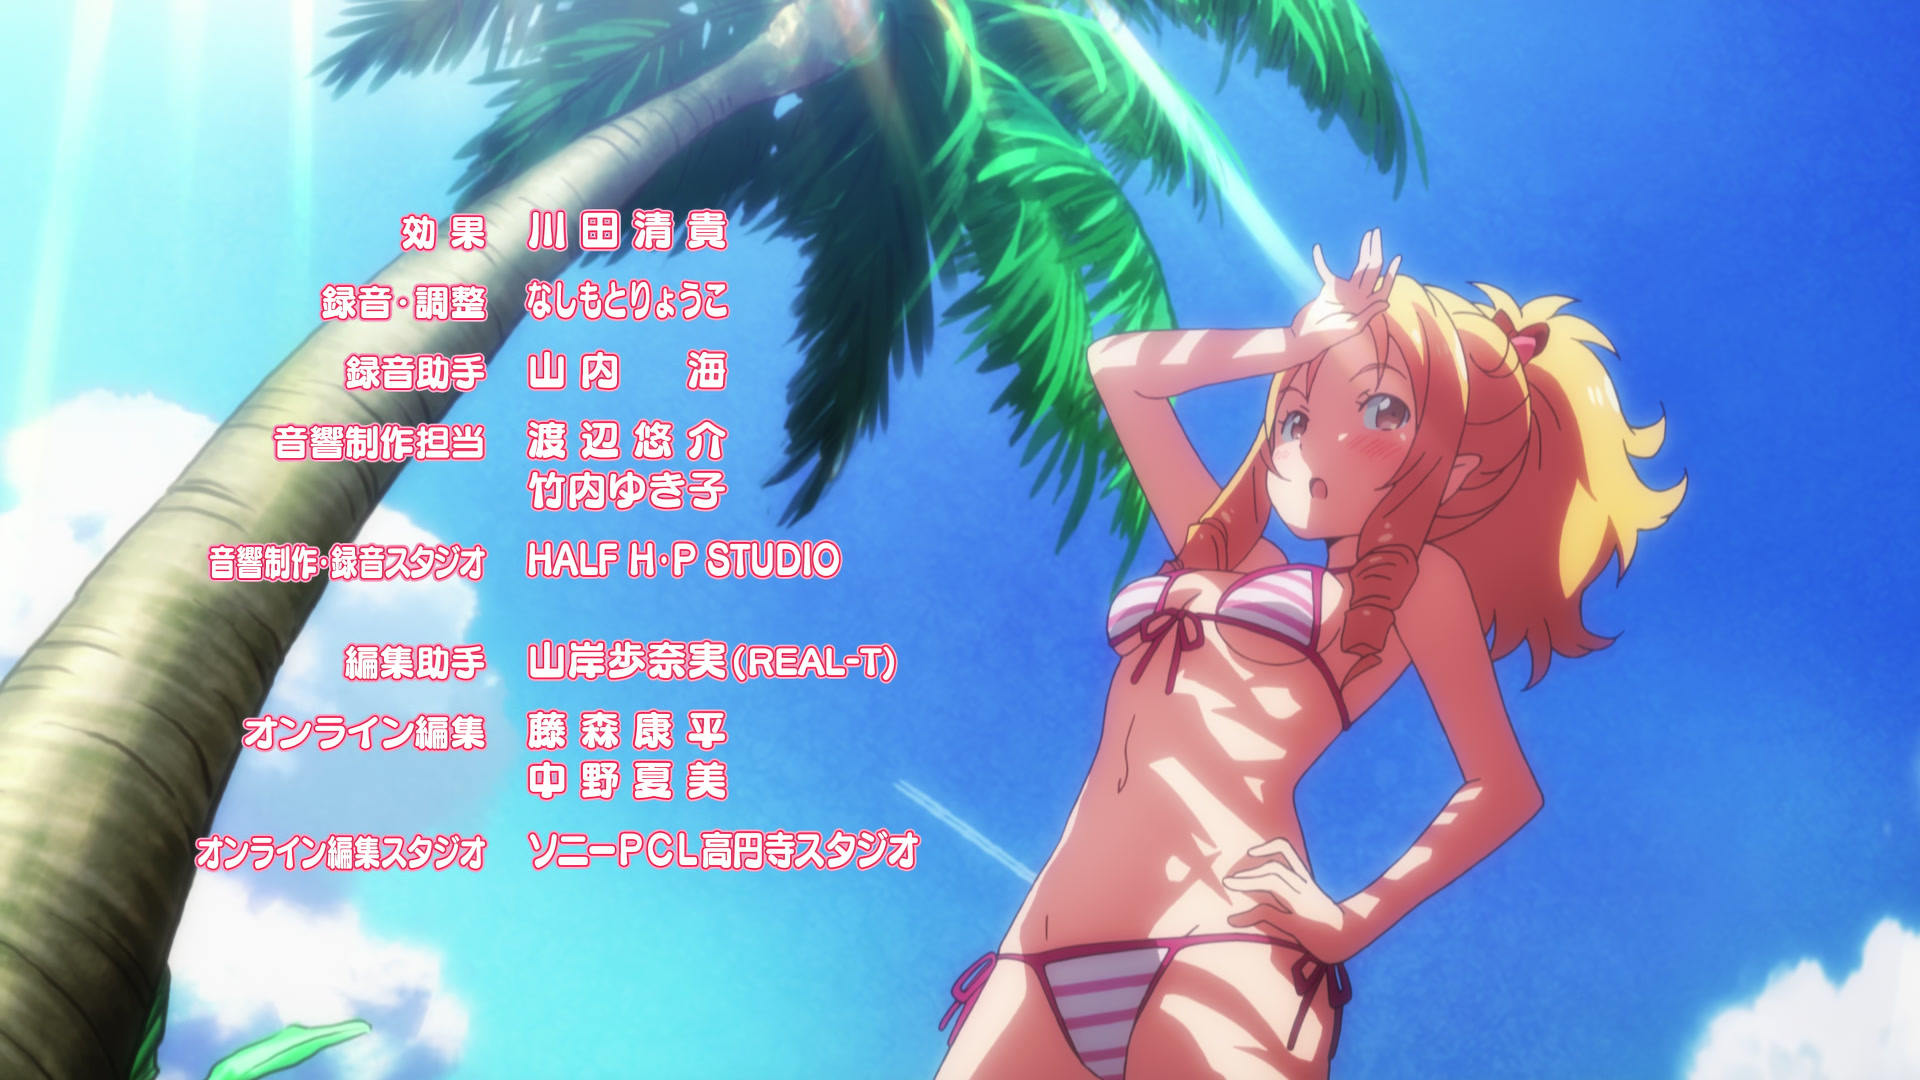 効果 川田清貴
録音・調整 なしもとりょうこ
録音助手 山内 海
音響制作担当 渡辺悠介
竹内ゆき子
音響制作・録音スタジオ HALF H・P STUDIO
編集助手 山岸歩奈実(REAL-T)
オンライン編集 藤森康平
中野夏美
オンライン編集スタジオ ソニーPCL高円寺スタジオ